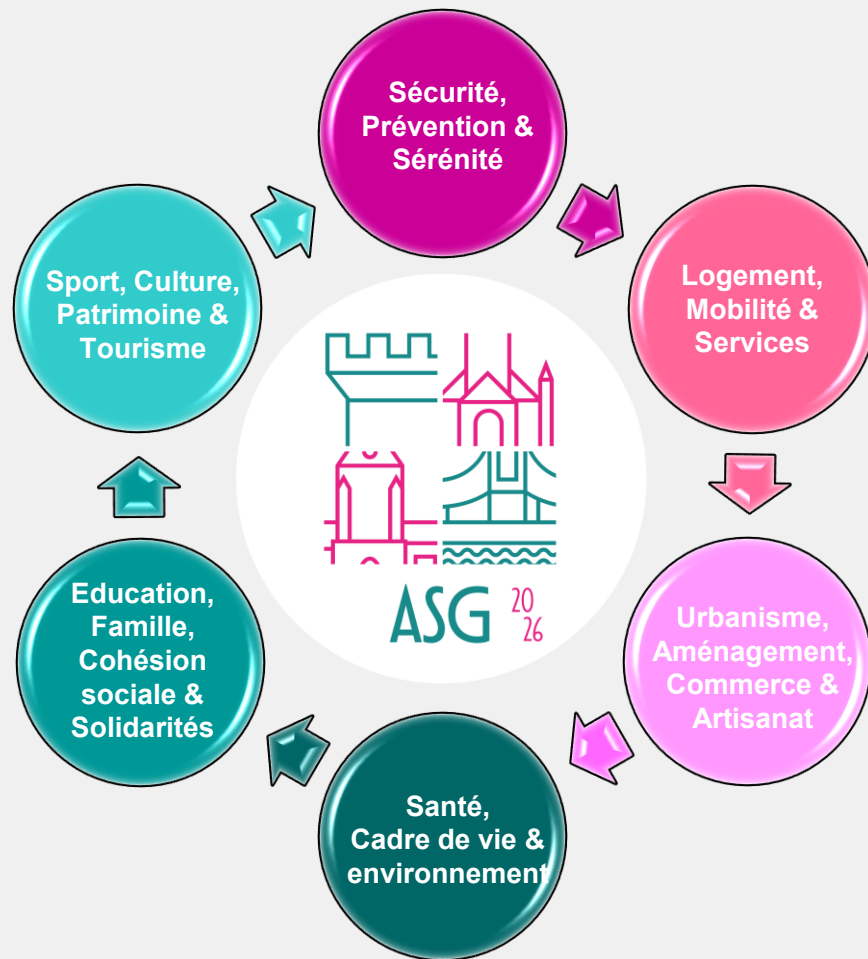 Sécurité,
Prévention &
Sérénité
Logement,
Mobilité &
Services
Urbanisme,
Aménagement,
Commerce &
Artisanat
Santé,
Cadre de vie &
environnement
Education,
Famille,
Cohésion
sociale &
Solidarités
Sport, Culture,
Patrimoine &
Tourisme
ASG 20
26